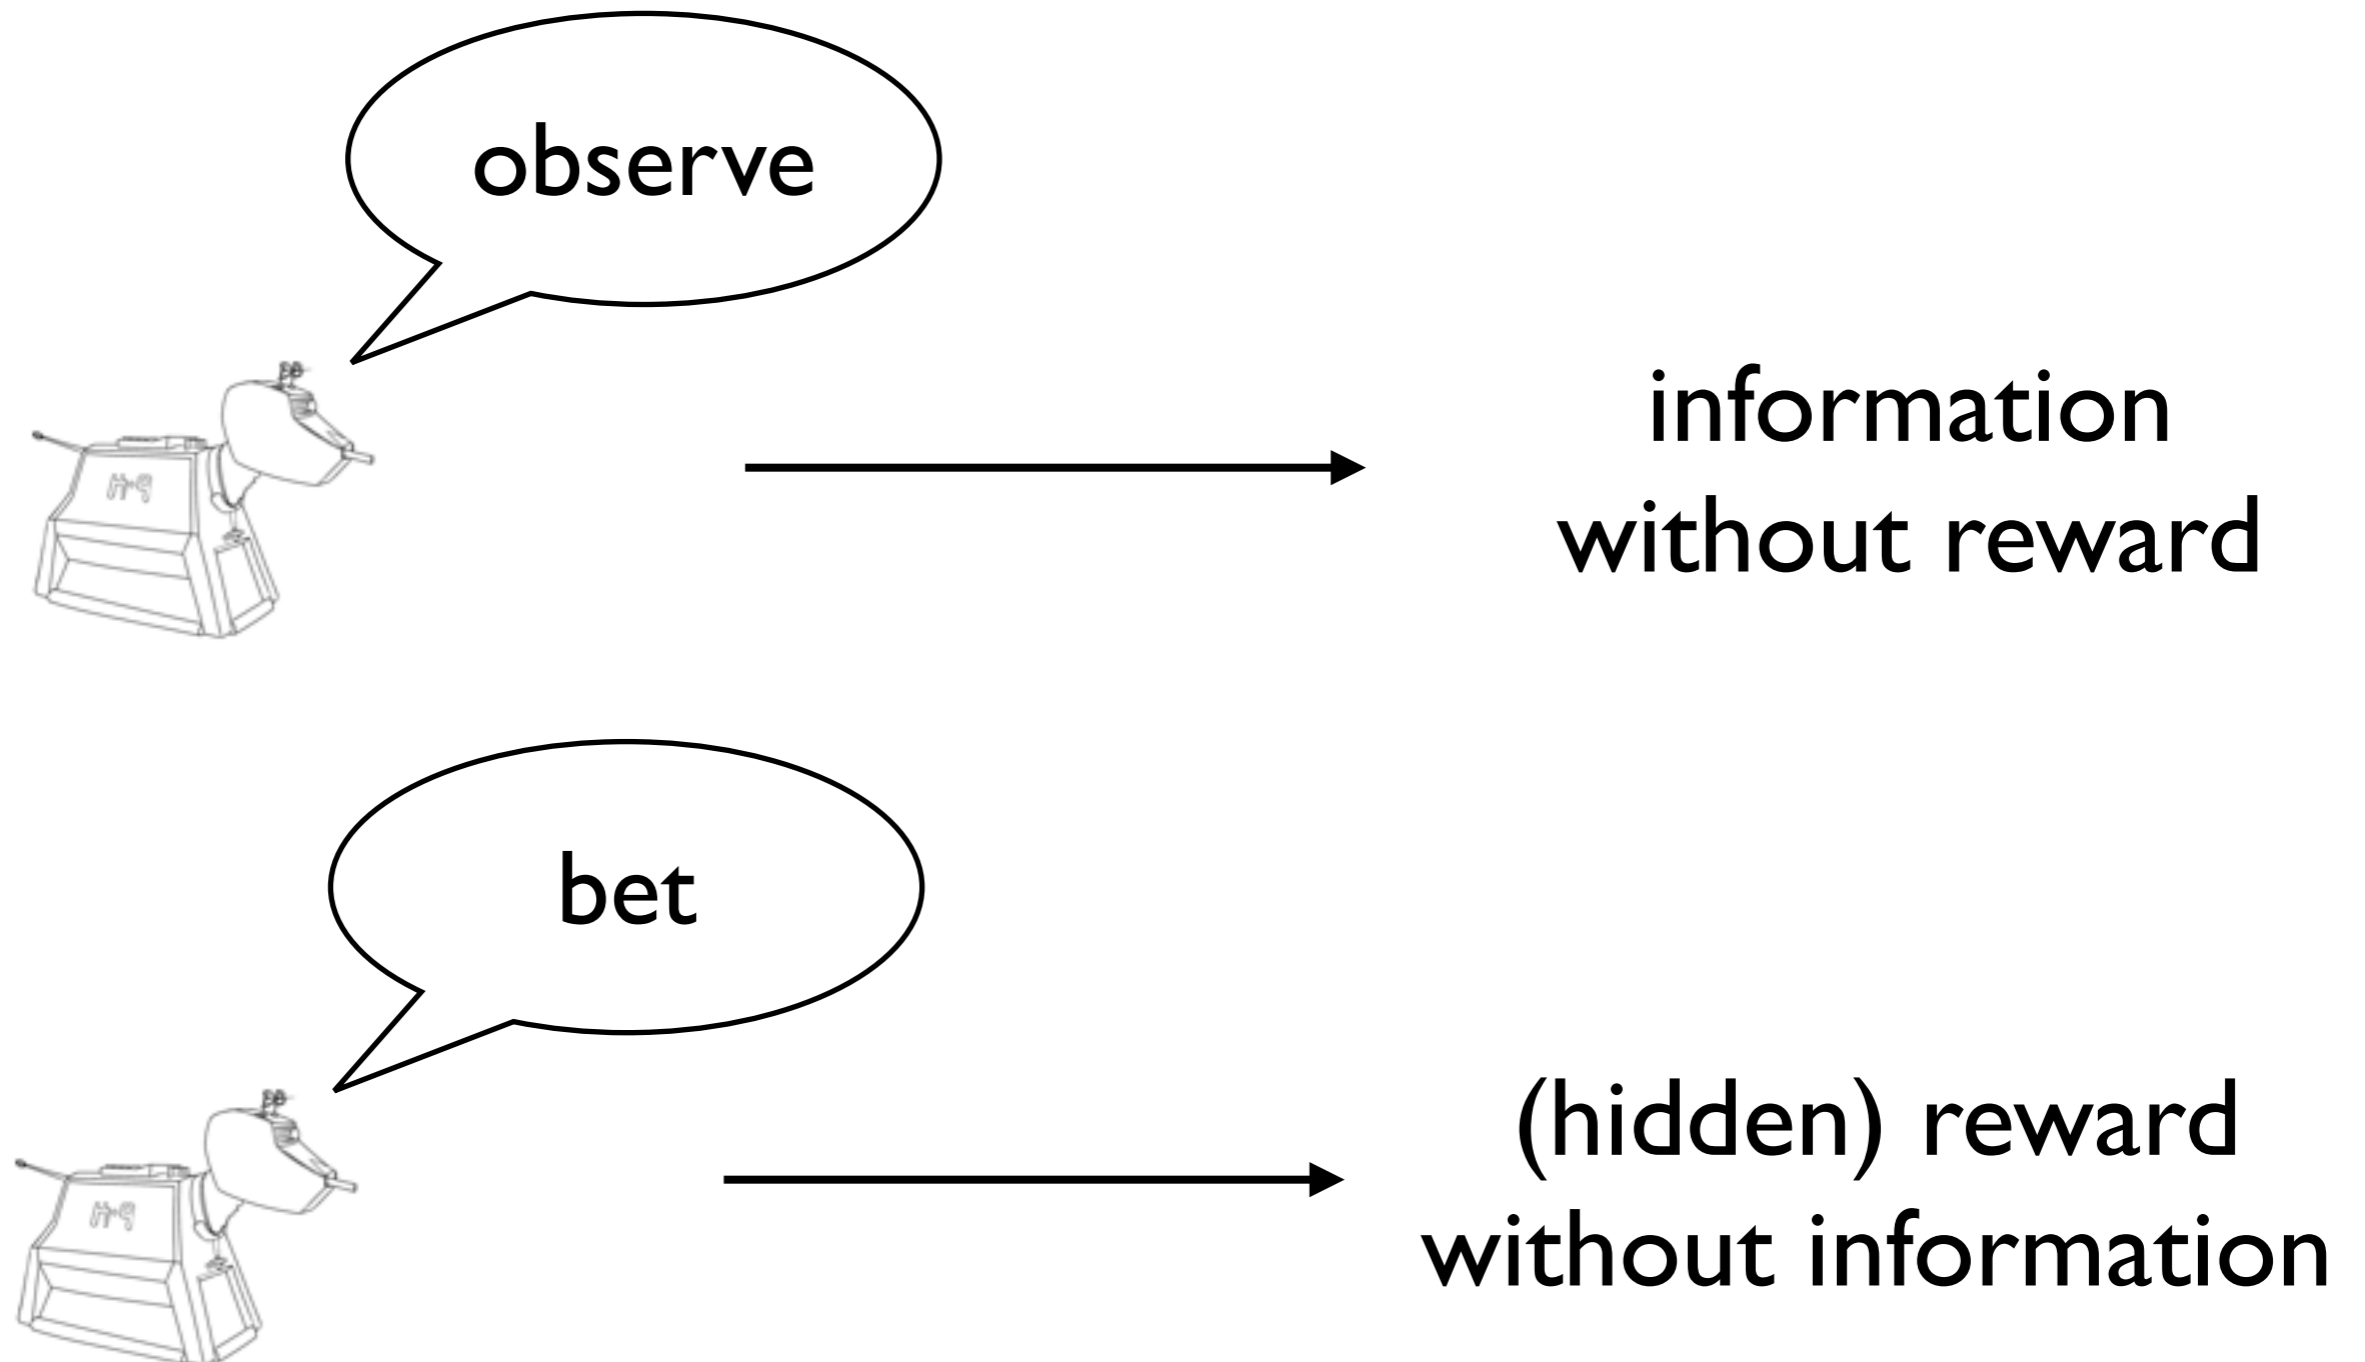 observe
information
without reward
bet
(hidden) reward
without information